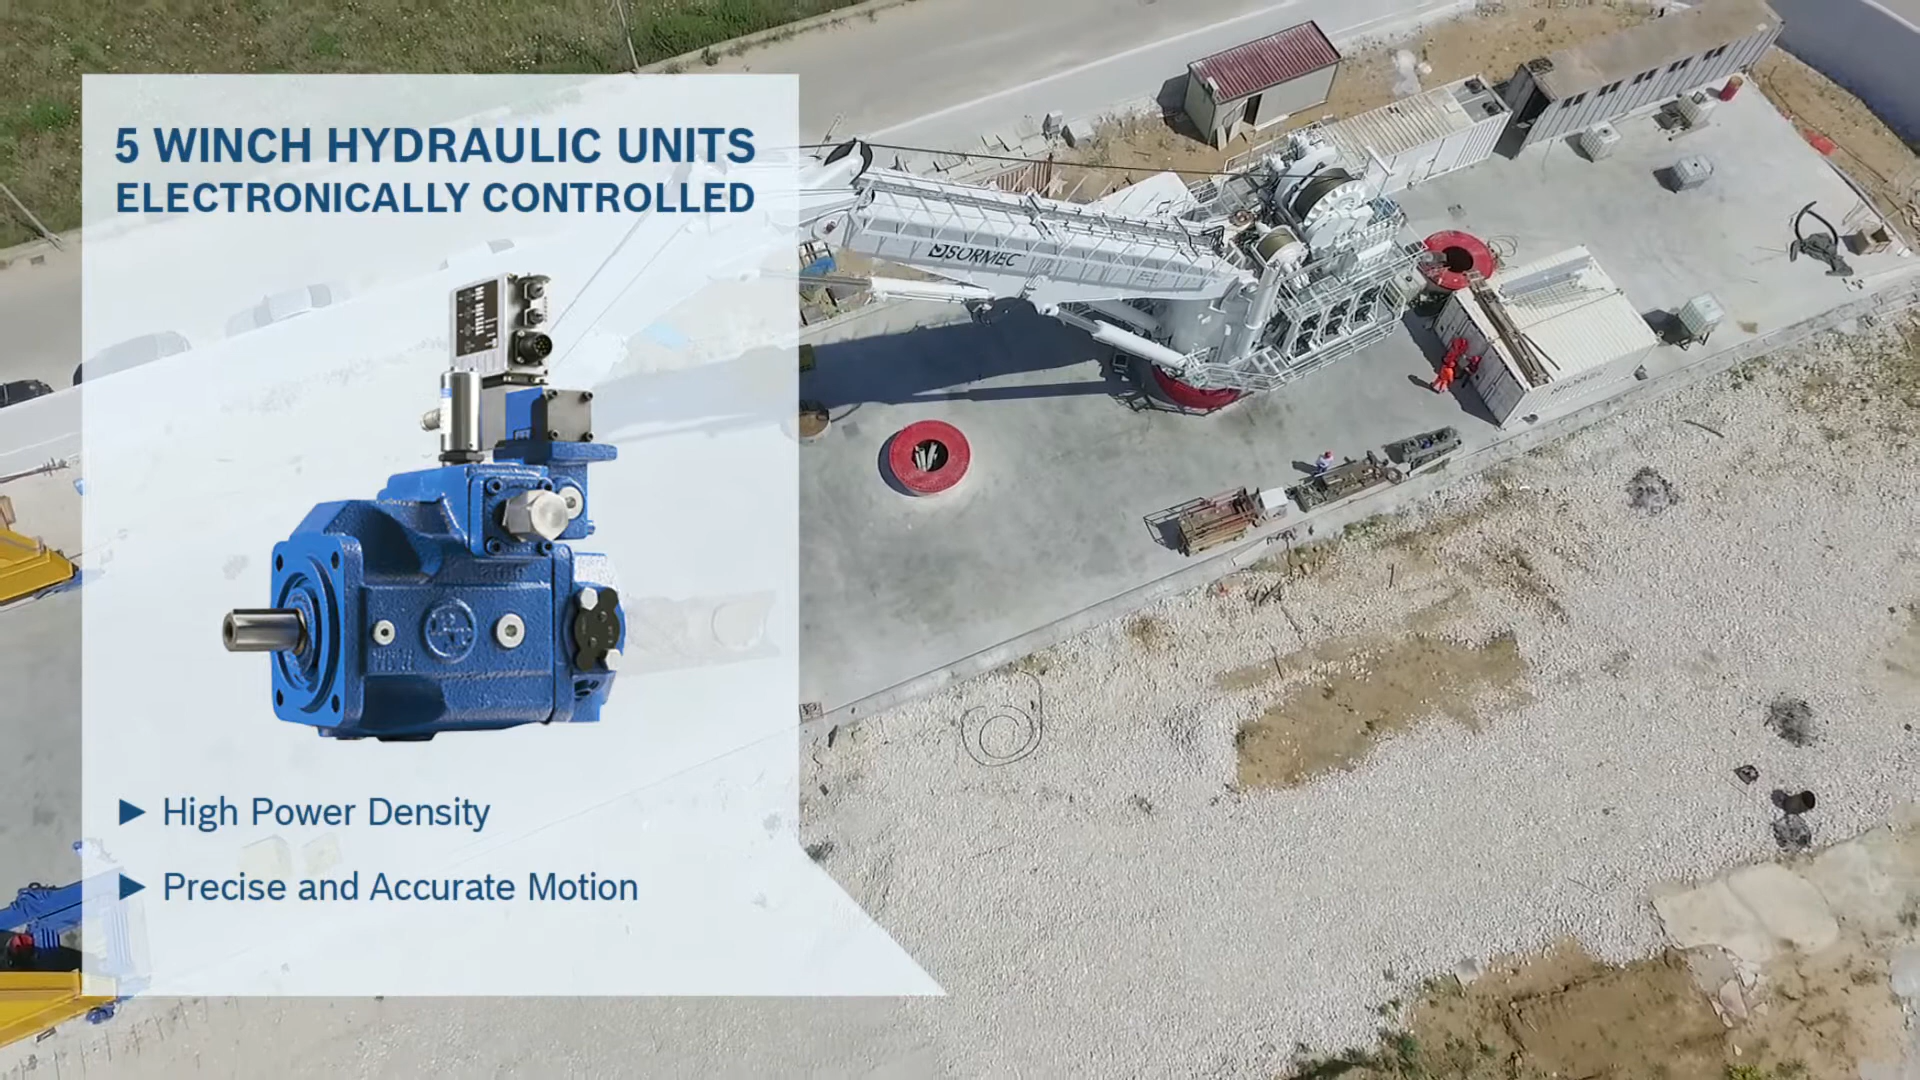 5 WINCH HYDRAULIC UNITS
ELECTRONICALLY CONTROLLED
SORMEC
► High Power Density
► Precise and Accurate Motion